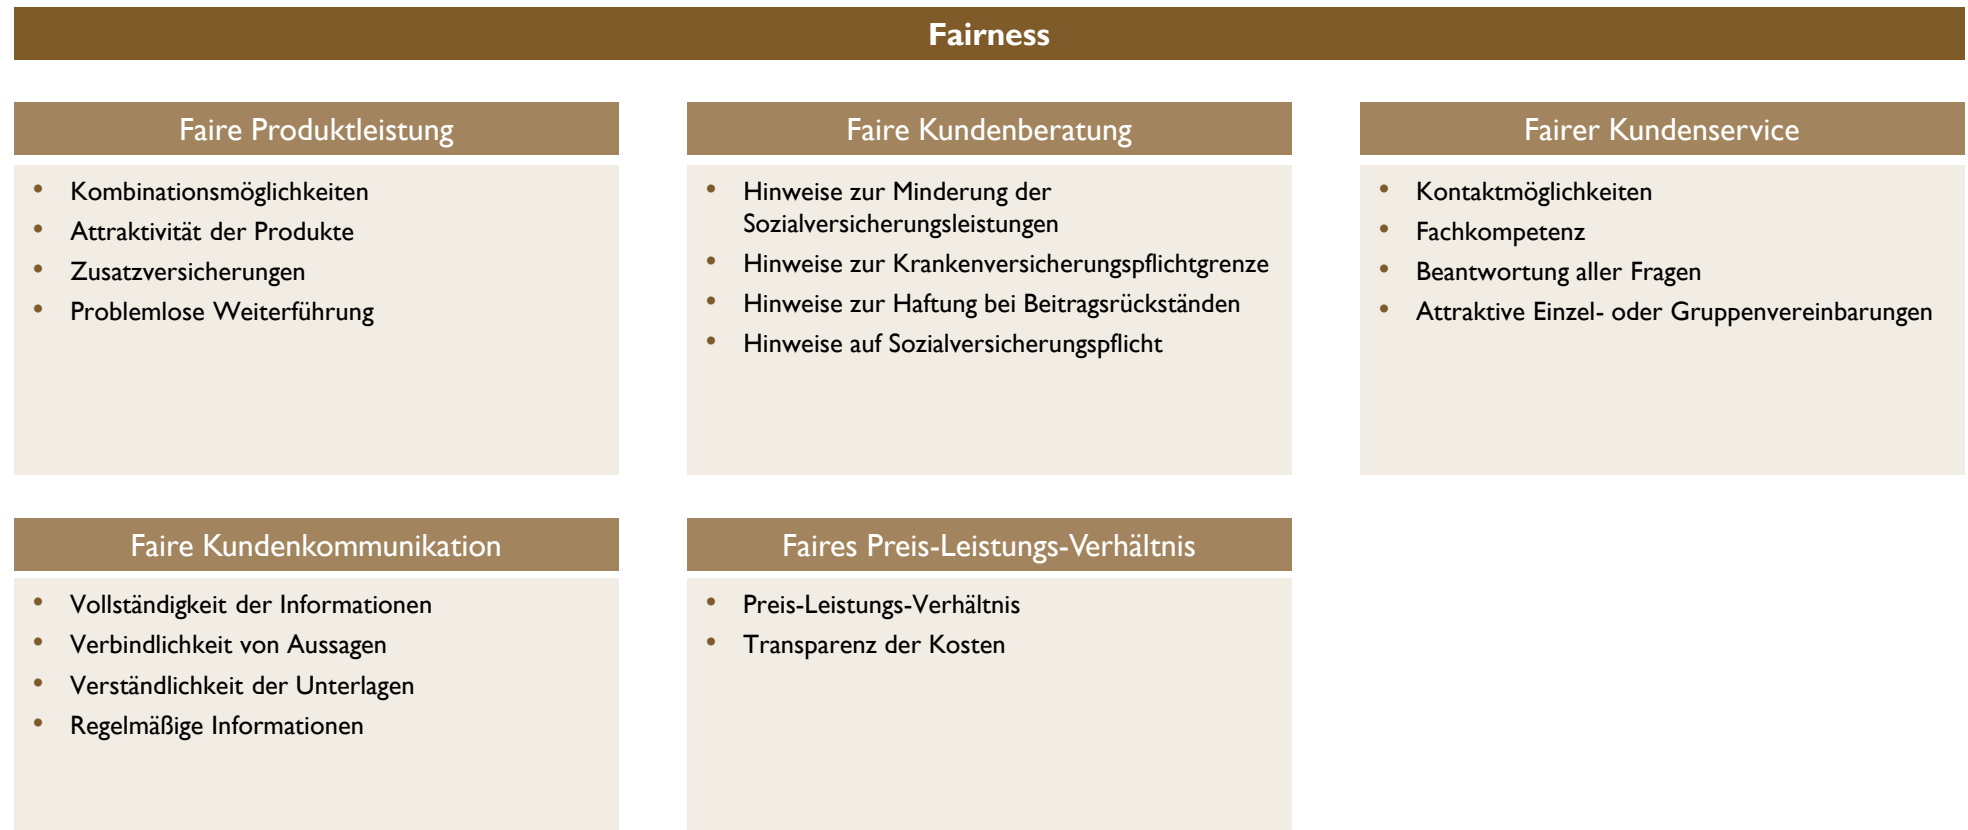 Fairness
Faire Produktleistung
• Kombinationsmöglichkeiten
• Attraktivität der Produkte
• Zusatzversicherungen
• Problemlose Weiterführung
Faire Kundenberatung
• Hinweise zur Minderung der
Sozialversicherungsleistungen
• Hinweise zur Krankenversicherungspflichtgrenze
• Hinweise zur Haftung bei Beitragsrückständen
• Hinweise auf Sozialversicherungspflicht
Fairer Kundenservice
• Kontaktmöglichkeiten
• Fachkompetenz
• Beantwortung aller Fragen
• Attraktive Einzel- oder Gruppenvereinbarungen
Faire Kundenkommunikation
• Vollständigkeit der Informationen
• Verbindlichkeit von Aussagen
• Verständlichkeit der Unterlagen
• Regelmäßige Informationen
Faires Preis-Leistungs-Verhältnis
• Preis-Leistungs-Verhältnis
• Transparenz der Kosten